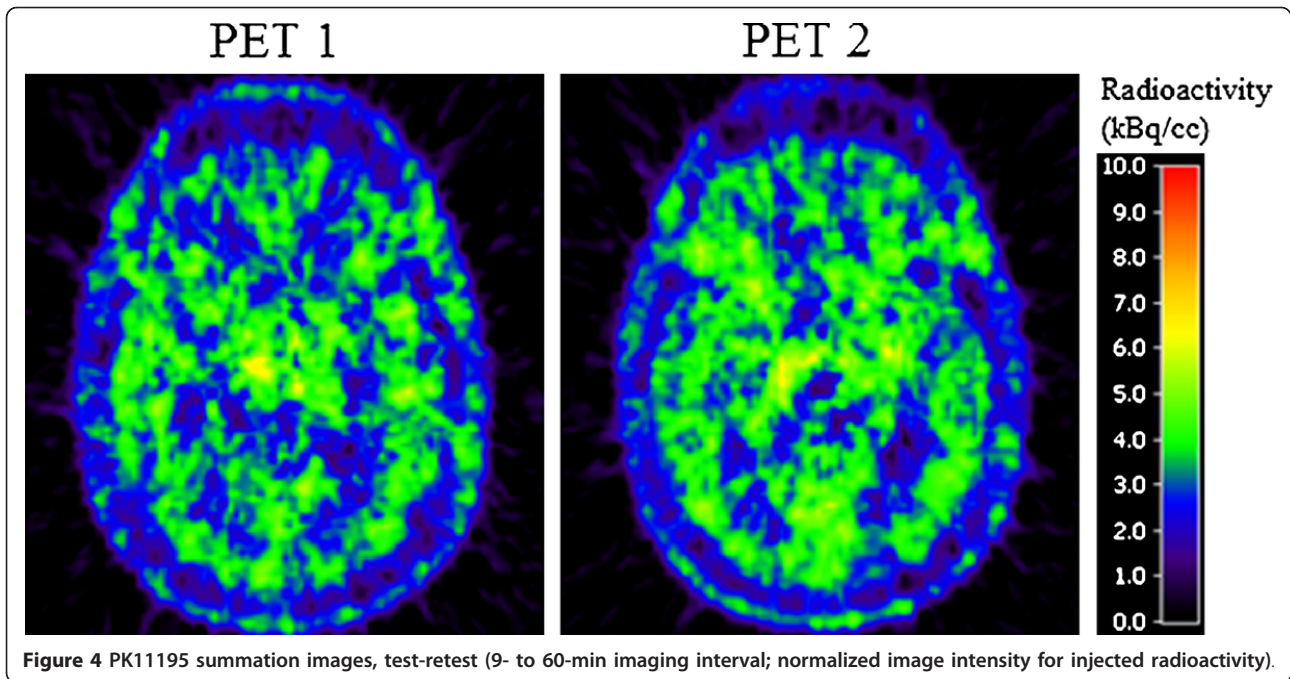 PET 1
PET 2
Radioactivity
(kBq/cc)
10.0
9.0
8.0
7.0
6.0
5.0
4.0
3.0
2.0
1.0
0.0
Figure 4 PK11195 summation images, test-retest (9- to 60-min imaging interval; normalized image intensity for injected radioactivity).